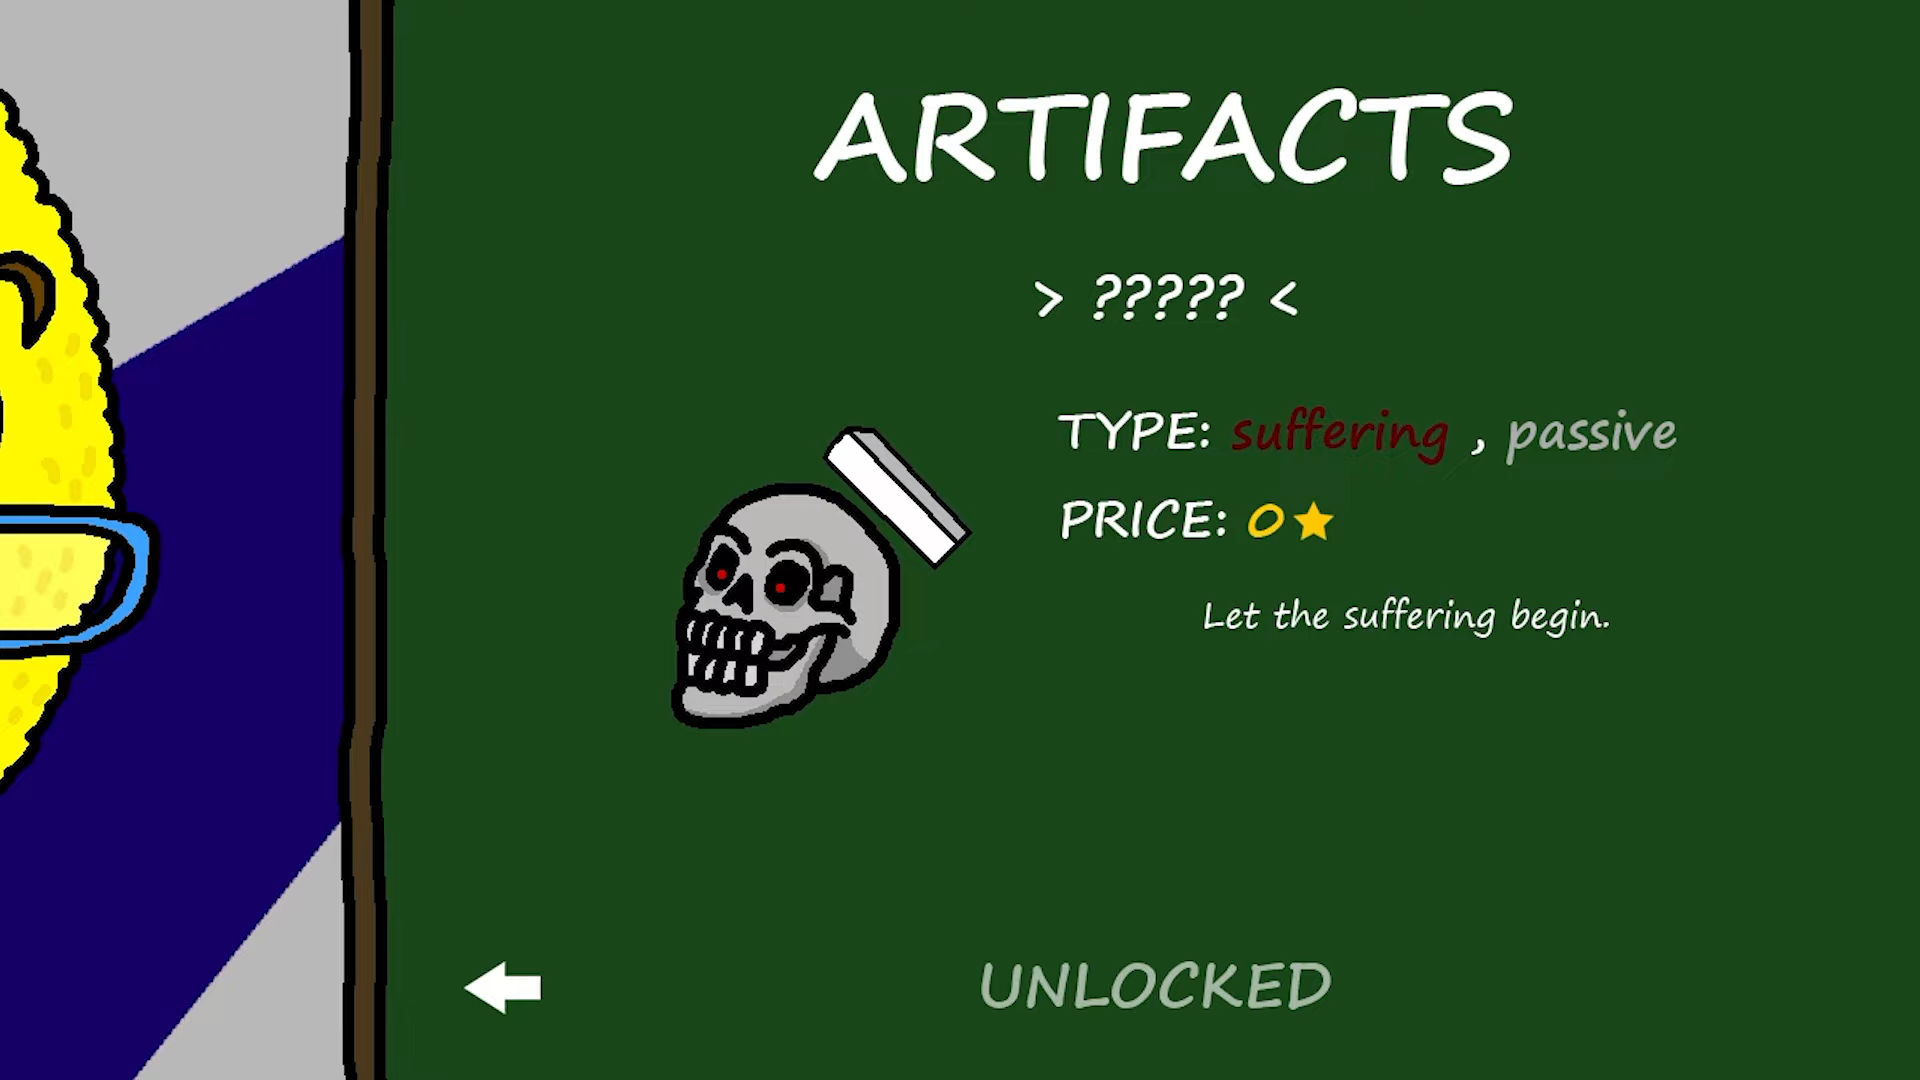 ARTIFACTS
> ????? <
TYPE: suffering , passive
PRICE: 0★
Let the suffering begin.
UNLOCKED